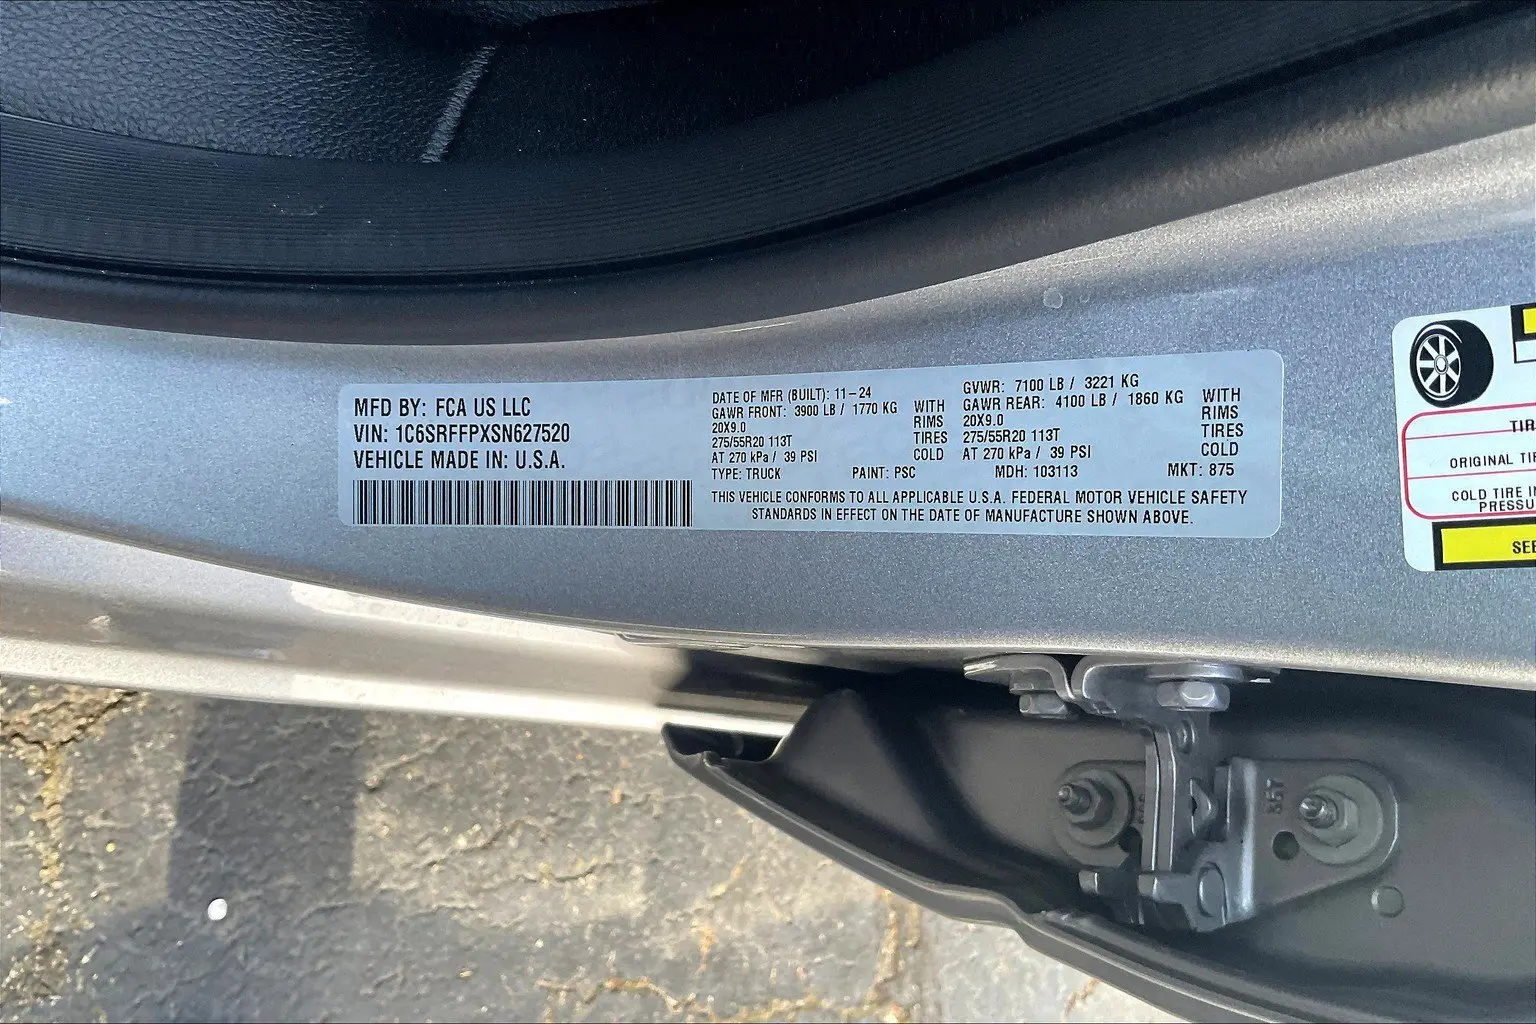 MFD BY: FCA US LLC
VIN: 1C6SRFFPXSN627520
VEHICLE MADE IN: U.S.A.
DATE OF MFR (BUILT): 11-24
GAWR FRONT: 3900 LB / 1770 KG WITH
20X9.0 RIMS
275/55R20 113T TIRES
AT 270 kPa / 39 PSI COLD
GVWR: 7100 LB / 3221 KG
GAWR REAR: 4100 LB / 1860 KG WITH
20X9.0 RIMS
275/55R20 113T TIRES
AT 270 kPa / 39 PSI COLD
TYPE: TRUCK PAINT: PSC MDH: 103113 MKT: 875
THIS VEHICLE CONFORMS TO ALL APPLICABLE U.S.A. FEDERAL MOTOR VEHICLE SAFETY
STANDARDS IN EFFECT ON THE DATE OF MANUFACTURE SHOWN ABOVE.
TIR
ORIGINAL TIR
COLD TIRE IN
PRESSU
SEE